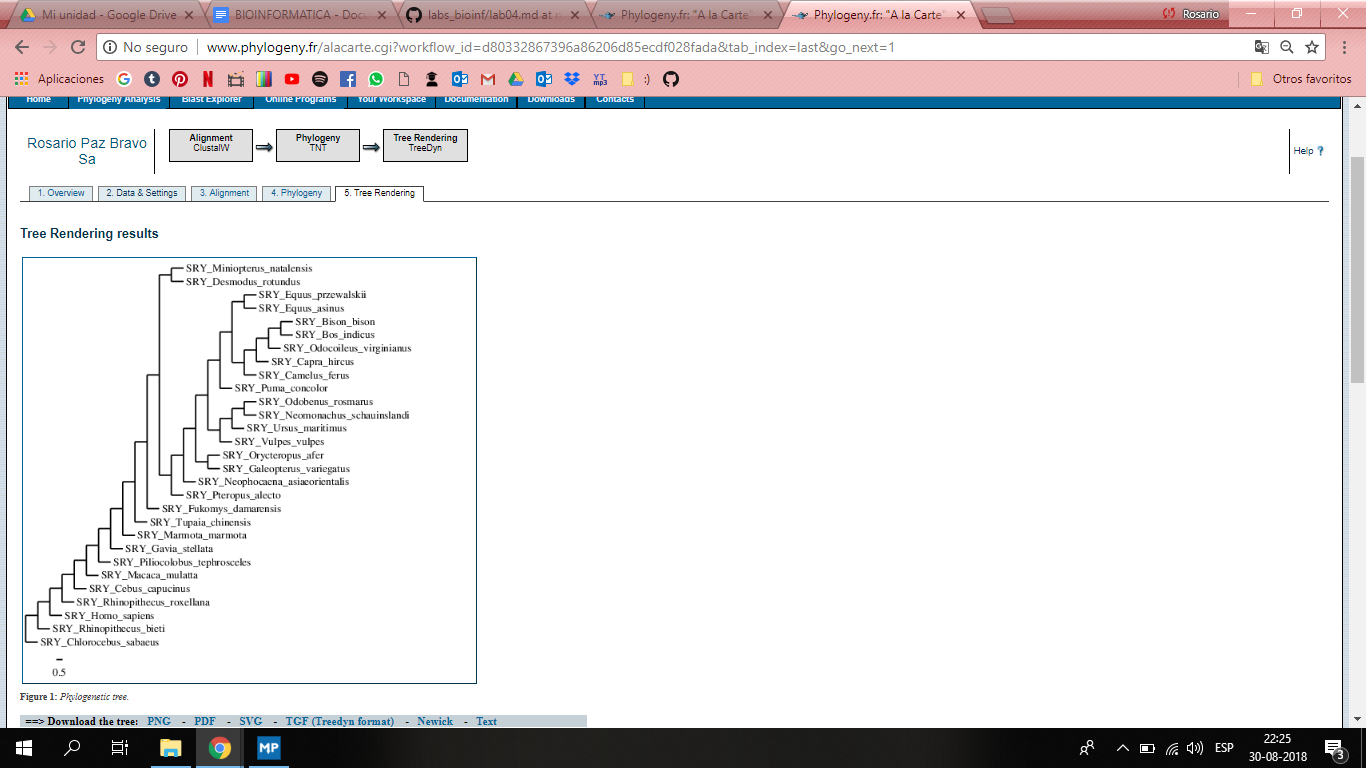 Mi unidad - Google Drive
BIOINFORMATICA - Docu
labs_bioinf/lab04.md at
Phylogeny.fr: "A la Carte"
Phylogeny.fr: "A la Carte"
Rosario
No seguro
www.phylogeny.fr/alacarte.cgi?workflow_id=d80332867396a86206d85ecdf028fada&tab_index=last&go_next=1
Aplicaciones
YT mp3
:)
Otros favoritos
Home
Phylogeny Analysis
Blast Explorer
Online Programs
Your Workspace
Documentation
Downloads
Contacts
Rosario Paz Bravo
Sa
Alignment
ClustalW
Phylogeny
TNT
Tree Rendering
TreeDyn
Help ?
1. Overview
2. Data & Settings
3. Alignment
4. Phylogeny
5. Tree Rendering
Tree Rendering results
SRY_Miniopterus_natalensis
SRY_Desmodus_rotundus
SRY_Equus_przewalskii
SRY_Equus_asinus
SRY_Bison_bison
SRY_Bos_indicus
SRY_Odocoileus_virginianus
SRY_Capra_hircus
SRY_Camelus_ferus
SRY_Puma_concolor
SRY_Odobenus_rosmarus
SRY_Neomonachus_schauinslandi
SRY_Ursus_maritimus
SRY_Vulpes_vulpes
SRY_Orycteropus_afer
SRY_Galeopterus_variegatus
SRY_Neophocaena_asiaeorientalis
SRY_Pteropus_alecto
SRY_Fukomys_damarensis
SRY_Tupaia_chinensis
SRY_Marmota_marmota
SRY_Gavia_stellata
SRY_Piliocolobus_tephrosceles
SRY_Macaca_mulatta
SRY_Cebus_capucinus
SRY_Rhinopithecus_roxellana
SRY_Homo_sapiens
SRY_Rhinopithecus_bieti
SRY_Chlorocebus_sabaeus
0.5
Figure 1: Phylogenetic tree.
==> Download the tree: PNG - PDF - SVG - TGF (Treedyn format) - Newick - Text
MP
ESP
22:25
30-08-2018
3